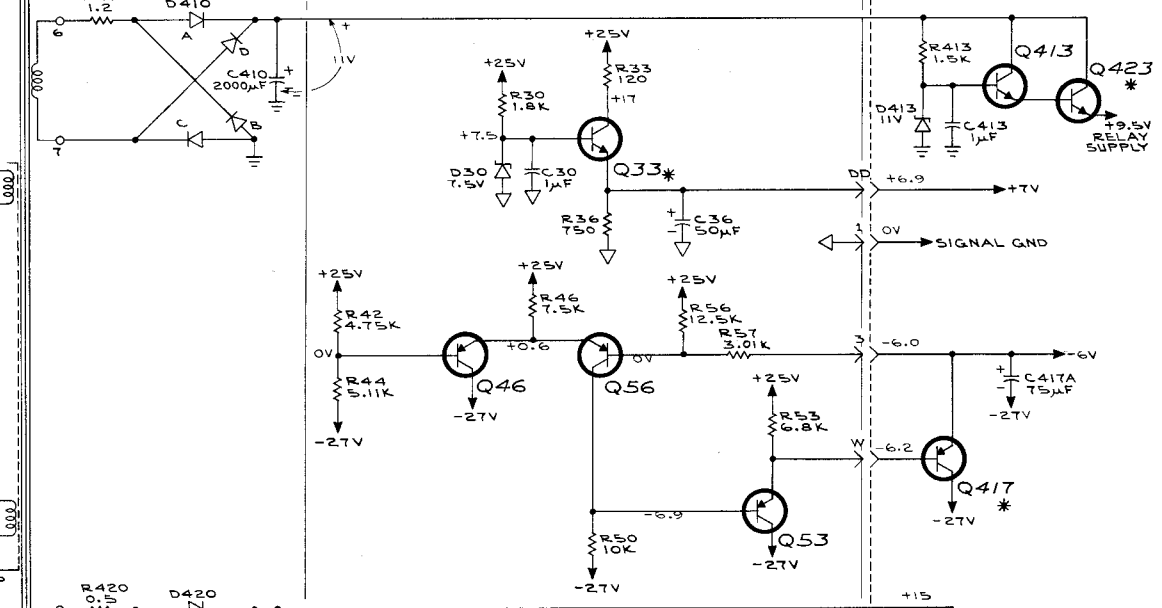 1.2
D410
6
A
+
D
11V
C410
2000µF
+
C
B
7
+25V
R33
120
+17
+25V
R30
1.8K
+7.5
Q33*
D30
7.5V
C30
1µF
R36
750
+
-
C36
50µF
R413
1.5K
Q413
Q423
*
D413
11V
C413
1µF
+9.5V
RELAY
SUPPLY
DD
+6.9
+7V
1
0V
SIGNAL GND
+25V
R42
4.75K
0V
R44
5.11K
-27V
+25V
R46
7.5K
+0.6
Q46
-27V
Q56
+25V
R56
12.5K
0V
R57
3.01K
3
-6.0
-6V
+
-
C417A
75µF
-27V
+25V
R53
6.8K
W
-6.2
Q417
*
-27V
-6.9
Q53
-27V
R50
10K
-27V
R420
0.5
D420
+15